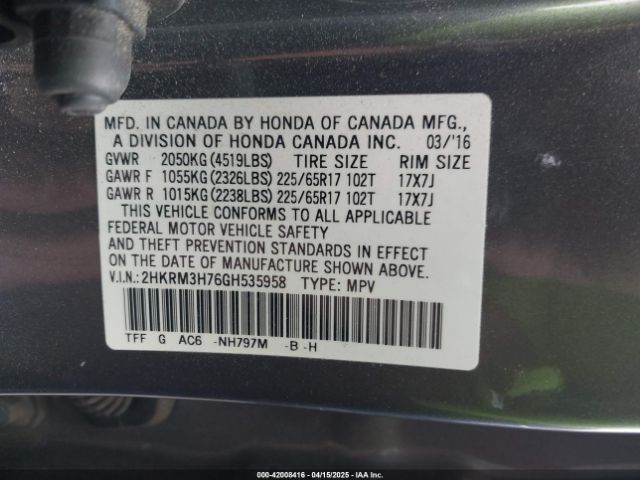 MFD. IN CANADA BY HONDA OF CANADA MFG.,
A DIVISION OF HONDA CANADA INC. 03/'16
GVWR 2050KG (4519LBS) TIRE SIZE RIM SIZE
GAWR F 1055KG (2326LBS) 225/65R17 102T 17X7J
GAWR R 1015KG (2238LBS) 225/65R17 102T 17X7J
THIS VEHICLE CONFORMS TO ALL APPLICABLE
FEDERAL MOTOR VEHICLE SAFETY
AND THEFT PREVENTION STANDARDS IN EFFECT
ON THE DATE OF MANUFACTURE SHOWN ABOVE.
V.I.N.: 2HKRM3H76GH535958 TYPE: MPV
TFF G AC6 -NH797M -B -H
000-42008416 - 04/15/2025 - IAA Inc.